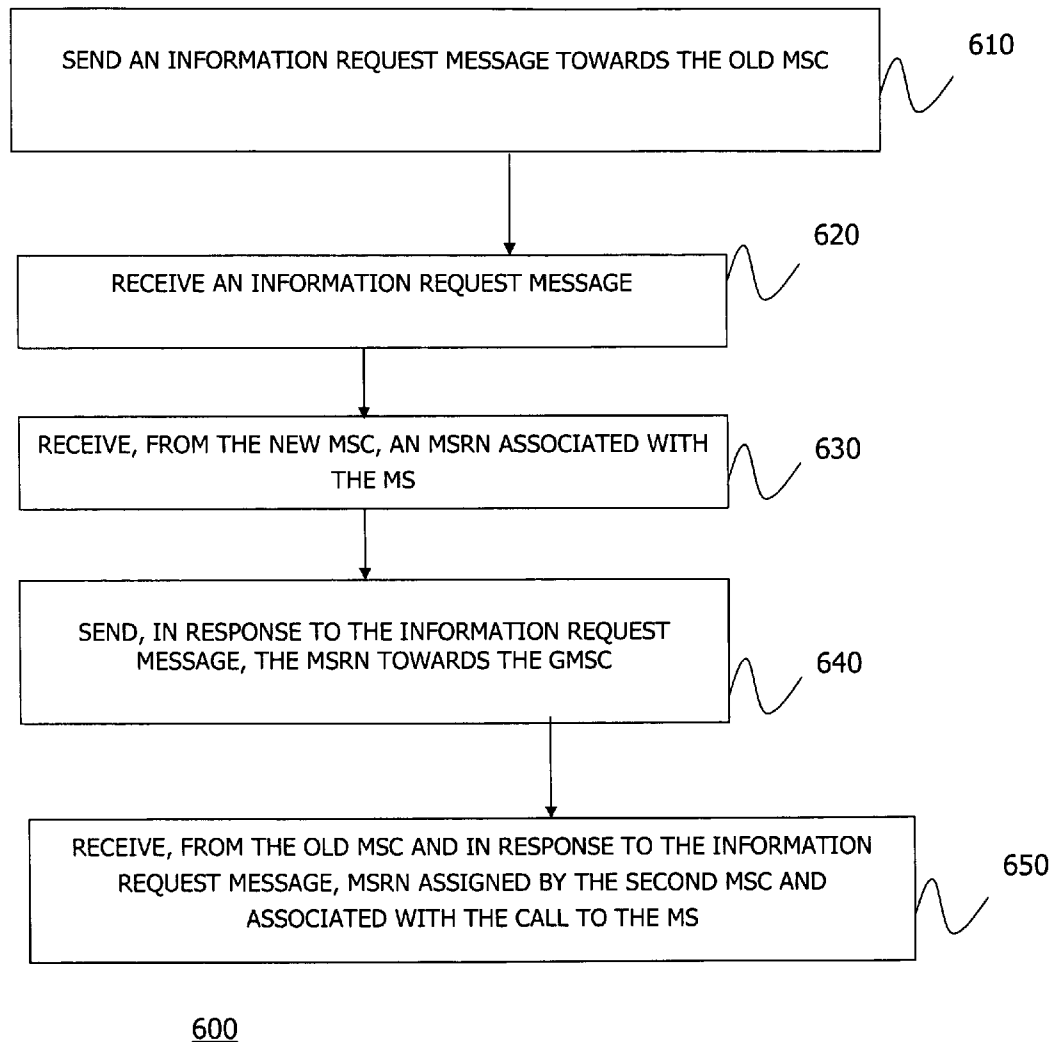 SEND AN INFORMATION REQUEST MESSAGE TOWARDS THE OLD MSC
610
RECEIVE AN INFORMATION REQUEST MESSAGE
620
RECEIVE, FROM THE NEW MSC, AN MSRN ASSOCIATED WITH
THE MS
630
SEND, IN RESPONSE TO THE INFORMATION REQUEST
MESSAGE, THE MSRN TOWARDS THE GMSC
640
RECEIVE, FROM THE OLD MSC AND IN RESPONSE TO THE INFORMATION
REQUEST MESSAGE, MSRN ASSIGNED BY THE SECOND MSC AND
ASSOCIATED WITH THE CALL TO THE MS
650
600